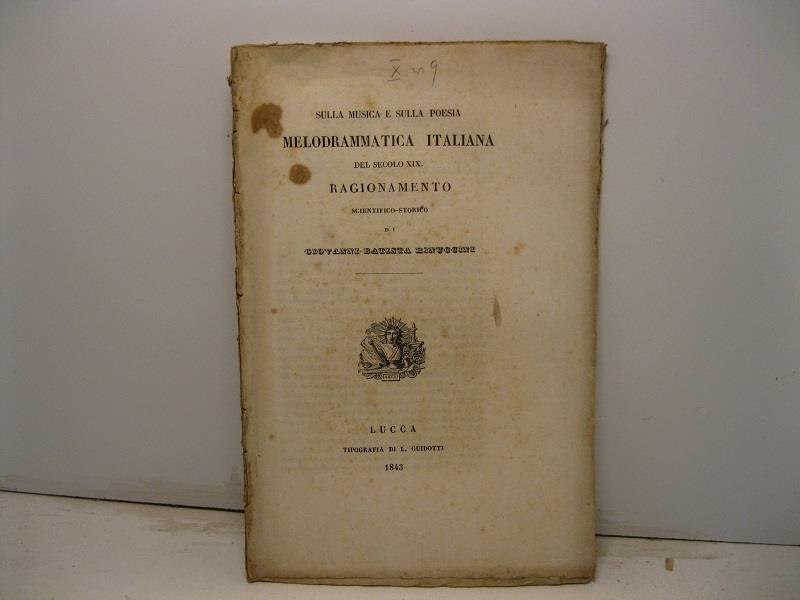 SULLA MUSICA E SULLA POESIA
MELODRAMMATICA ITALIANA
DEL SECOLO XIX.
RAGIONAMENTO
SCIENTIFICO-STORICO
DI
GIOVANNI-BATISTA RINUCCINI
LUCCA
TIPOGRAFIA DI L. GUIDOTTI
1843